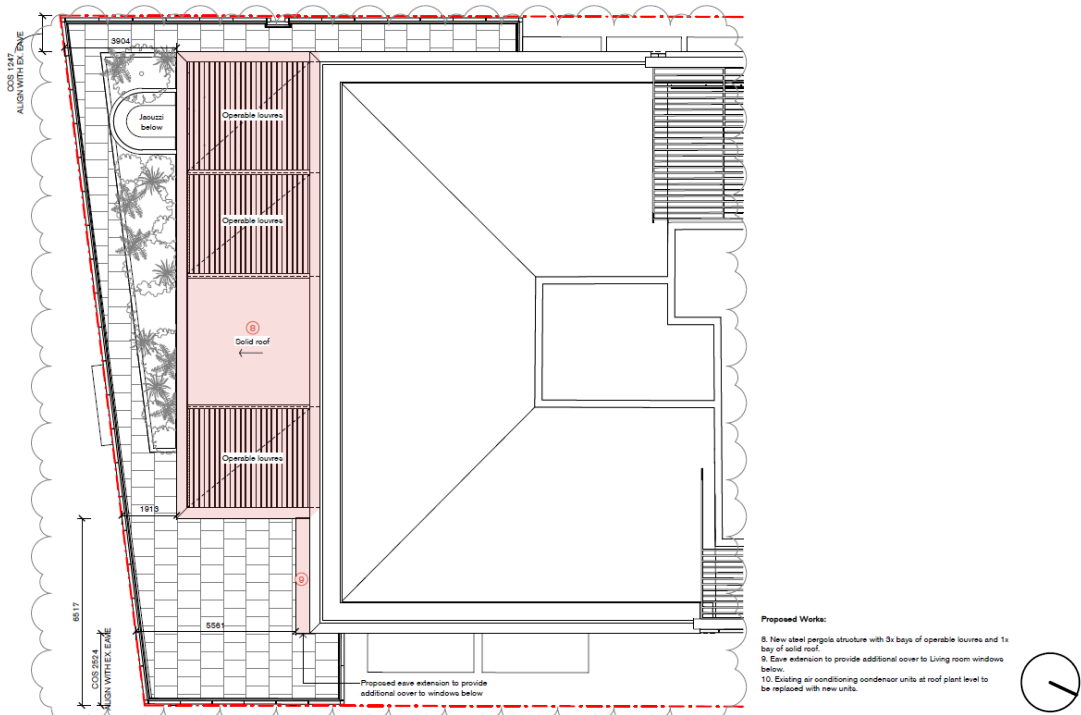 3904
COS 1247
ALIGN WITH EX. EAVE
Operable louvres
Jacuzzi
below
Operable louvres
8
Solid roof
Operable louvres
1913
9
6517
5561
COS 2524
ALIGN WITH EX. EAVE
Proposed eave extension to provide
additional cover to windows below
Proposed Works:
8. New steel pergola structure with 3x bays of operable louvres and 1x
bay of solid roof.
9. Eave extension to provide additional cover to Living room windows
below.
10. Existing air conditioning condensor units at roof plant level to
be replaced with new units.